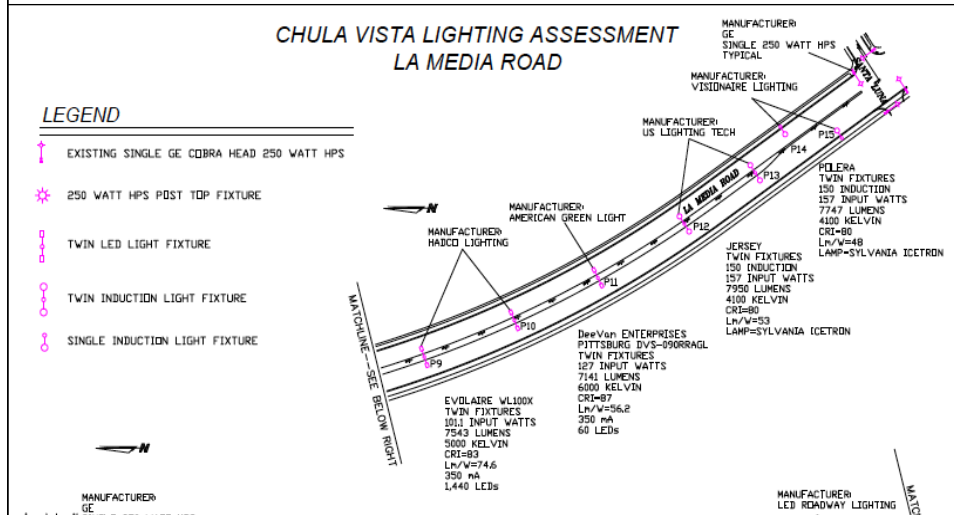 CHULA VISTA LIGHTING ASSESSMENT
LA MEDIA ROAD
LEGEND
EXISTING SINGLE GE COBRA HEAD 250 WATT HPS
250 WATT HPS POST TOP FIXTURE
TWIN LED LIGHT FIXTURE
TWIN INDUCTION LIGHT FIXTURE
SINGLE INDUCTION LIGHT FIXTURE
MANUFACTURER:
GE
SINGLE 250 WATT HPS
TYPICAL
MANUFACTURER:
VISIONAIRE LIGHTING
MANUFACTURER:
US LIGHTING TECH
MANUFACTURER:
AMERICAN GREEN LIGHT
MANUFACTURER:
HADCO LIGHTING
SANTA LUNA
LA MEDIA ROAD
N
P15
P14
P13
P12
P11
P10
P9
MATCHLINE---SEE BELOW RIGHT
POLERA
TWIN FIXTURES
150 INDUCTION
157 INPUT WATTS
7747 LUMENS
4100 KELVIN
CRI=80
Lm/W=48
LAMP=SYLVANIA ICETRON
JERSEY
TWIN FIXTURES
150 INDUCTION
157 INPUT WATTS
7950 LUMENS
4100 KELVIN
CRI=80
Lm/W=53
LAMP=SYLVANIA ICETRON
DeeVan ENTERPRISES
PITTSBURG DVS-090RRAGL
TWIN FIXTURES
127 INPUT WATTS
7141 LUMENS
6000 KELVIN
CRI=87
Lm/W=56.2
350 mA
60 LEDs
EVOLAIRE WL100X
TWIN FIXTURES
101.1 INPUT WATTS
7543 LUMENS
5000 KELVIN
CRI=83
Lm/W=74.6
350 mA
1,440 LEDs
N
MANUFACTURER:
GE
MANUFACTURER:
LED ROADWAY LIGHTING